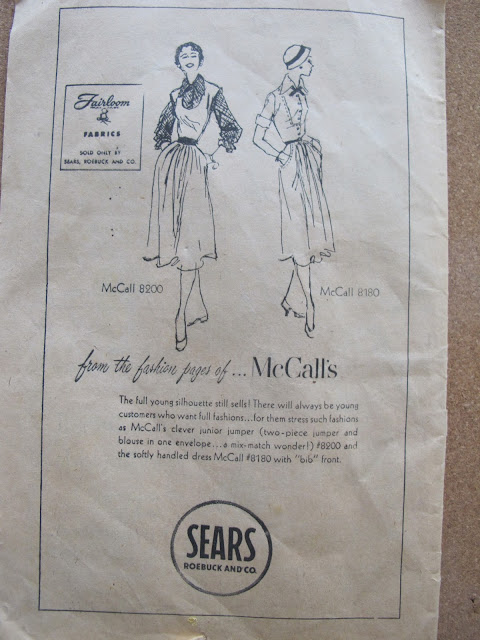 Fairloom
FABRICS
SOLD ONLY BY
SEARS, ROEBUCK AND CO.
McCall 8200
McCall 8180
from the fashion pages of ... McCall's
The full young silhouette still sells! There will always be young
customers who want full fashions...for them stress such fashions
as McCall's clever junior jumper (two-piece jumper and
blouse in one envelope...a mix-match wonder!) #8200 and
the softly handled dress McCall #8180 with "bib" front.
SEARS
ROEBUCK AND CO.